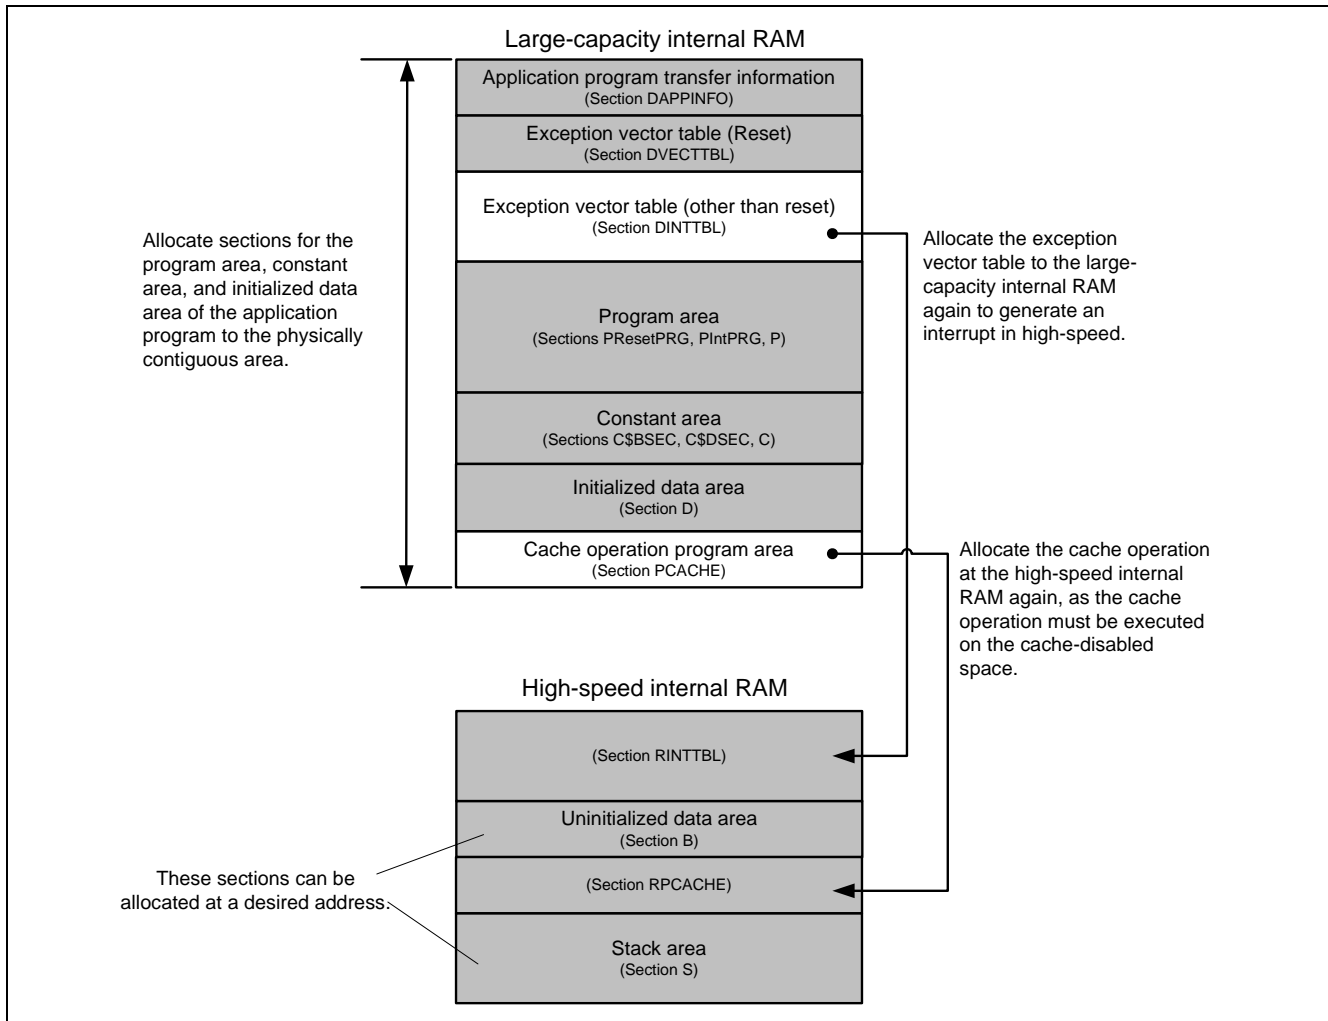 Large-capacity internal RAM
Application program transfer information
(Section DAPPINFO)
Exception vector table (Reset)
(Section DVECTTBL)
Exception vector table (other than reset)
(Section DINTTBL)
Program area
(Sections PResetPRG, PIntPRG, P)
Constant area
(Sections C$BSEC, C$DSEC, C)
Initialized data area
(Section D)
Cache operation program area
(Section PCACHE)
Allocate sections for the
program area, constant
area, and initialized data
area of the application
program to the physically
contiguous area.
Allocate the exception
vector table to the large-
capacity internal RAM
again to generate an
interrupt in high-speed.
Allocate the cache operation
at the high-speed internal
RAM again, as the cache
operation must be executed
on the cache-disabled
space.
High-speed internal RAM
(Section RINTTBL)
Uninitialized data area
(Section B)
(Section RPCACHE)
Stack area
(Section S)
These sections can be
allocated at a desired address.